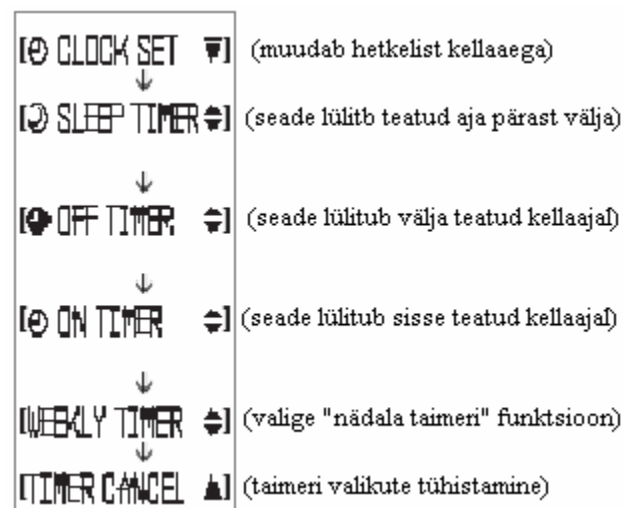 [CLOCK SET] (muudab hetkelist kellaaega)
[SLEEP TIMER] (seade lülitb teatud aja pärast välja)
[OFF TIMER] (seade lülitub välja teatud kellaajal)
[ON TIMER] (seade lülitub sisse teatud kellaajal)
[WEEKLY TIMER] (valige "nädala taimeri" funktsioon)
[TIMER CANCEL] (taimeri valikute tühistamine)